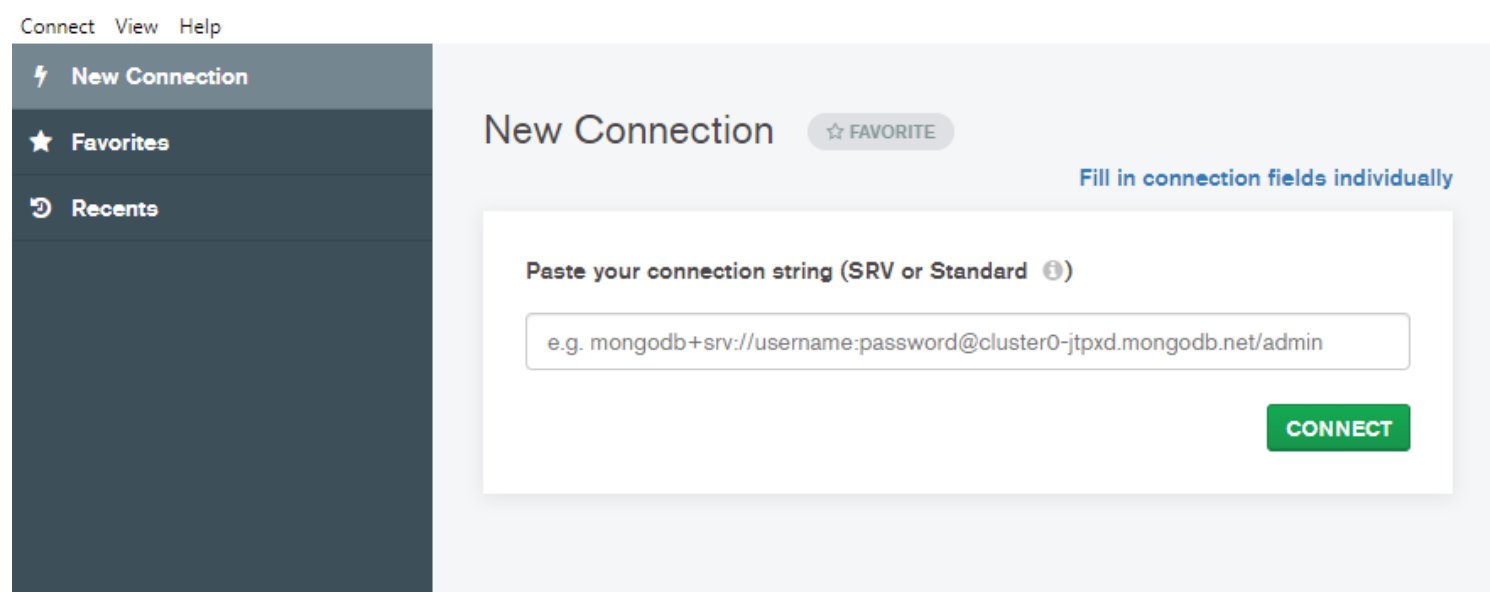 Connect View Help
New Connection
Favorites
Recents
New Connection FAVORITE
Fill in connection fields individually
Paste your connection string (SRV or Standard )
e.g. mongodb+srv://username:password@cluster0-jtpxd.mongodb.net/admin
CONNECT